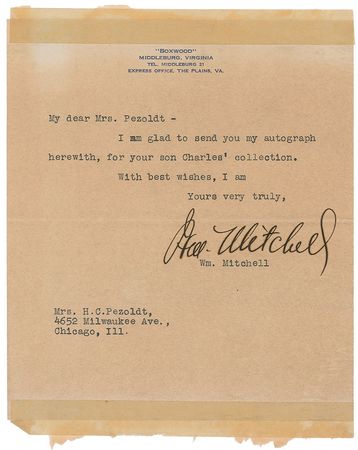 "BOXWOOD"
MIDDLEBURG, VIRGINIA
TEL. MIDDLEBURG 21
EXPRESS OFFICE, THE PLAINS, VA.
My dear Mrs. Pezoldt -
I am glad to send you my autograph
herewith, for your son Charles' collection.
With best wishes, I am
Yours very truly,
Wm. Mitchell
Wm. Mitchell
Mrs. H.C.Pezoldt,
4652 Milwaukee Ave.,
Chicago, Ill.